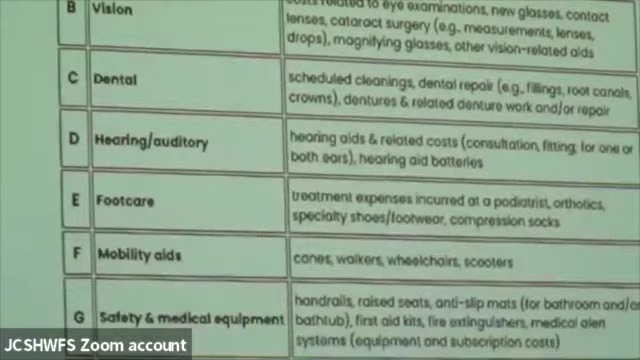 B Vision costs related to eye examinations, new glasses, contact
lenses, cataract surgery (e.g., measurements, lenses,
drops), magnifying glasses, other vision-related aids
C Dental scheduled cleanings, dental repair (e.g., fillings, root canals,
crowns), dentures & related denture work and/or repair
D Hearing/auditory hearing aids & related costs (consultation, fitting; for one or
both ears), hearing aid batteries
E Footcare treatment expenses incurred at a podiatrist, orthotics,
specialty shoes/footwear, compression socks
F Mobility aids canes, walkers, wheelchairs, scooters
G Safety & medical equipment handrails, raised seats, anti-slip mats (for bathroom and/or
bathtub), first aid kits, fire extinguishers, medical alert
systems (equipment and subscription costs)
JCSHWFS Zoom account